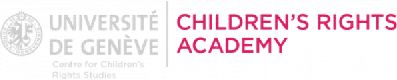 UNIVERSITÉ
DE GENÈVE
Centre for Children's
Rights Studies
CHILDREN'S RIGHTS
ACADEMY